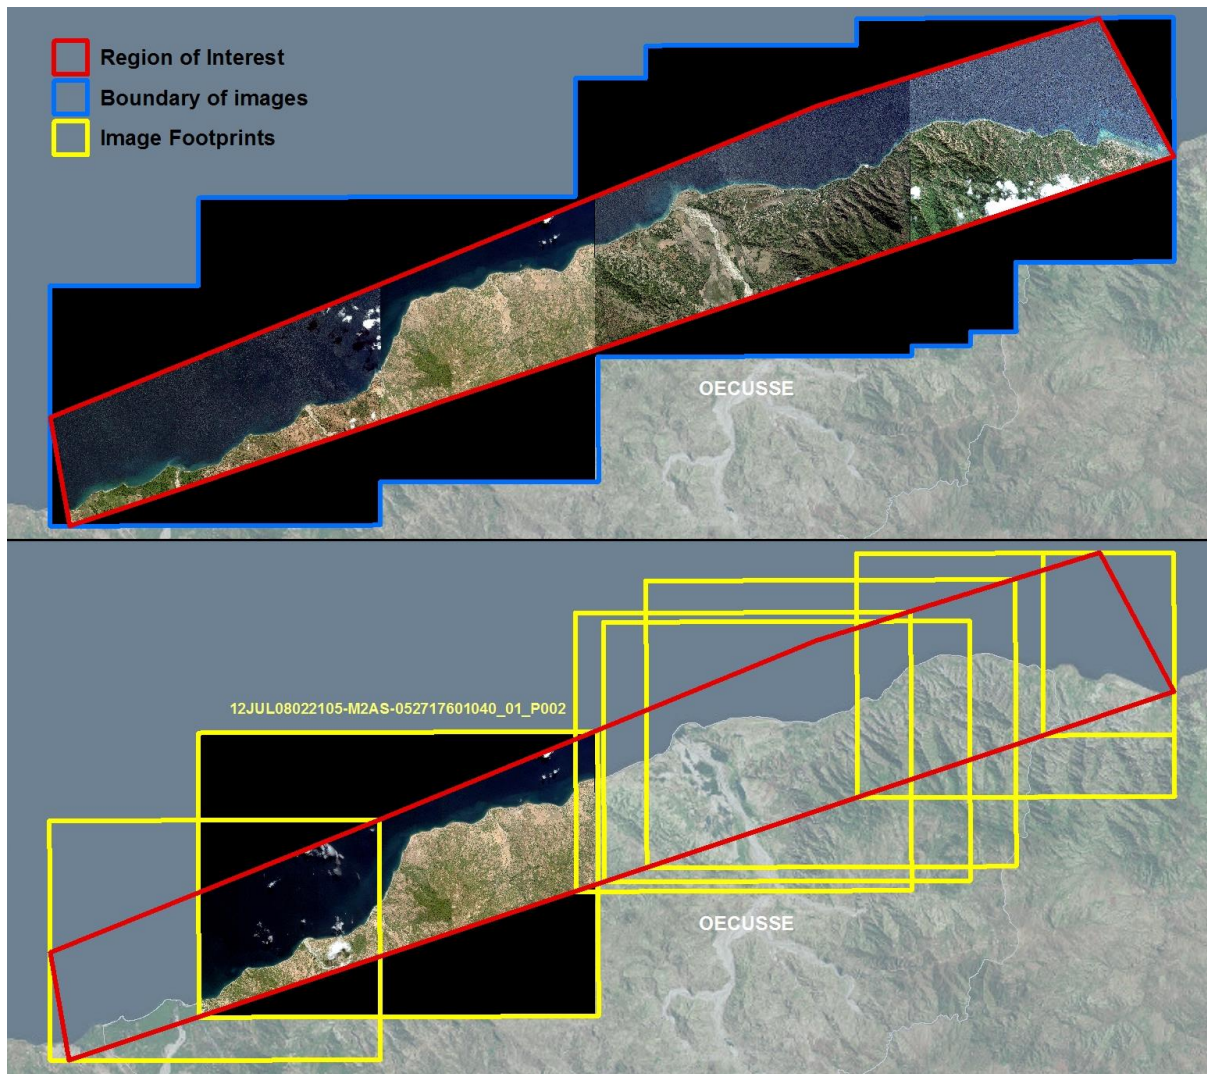 Region of Interest
Boundary of images
Image Footprints
OECUSSE
12JUL08022105-M2AS-052717601040_01_P002
OECUSSE